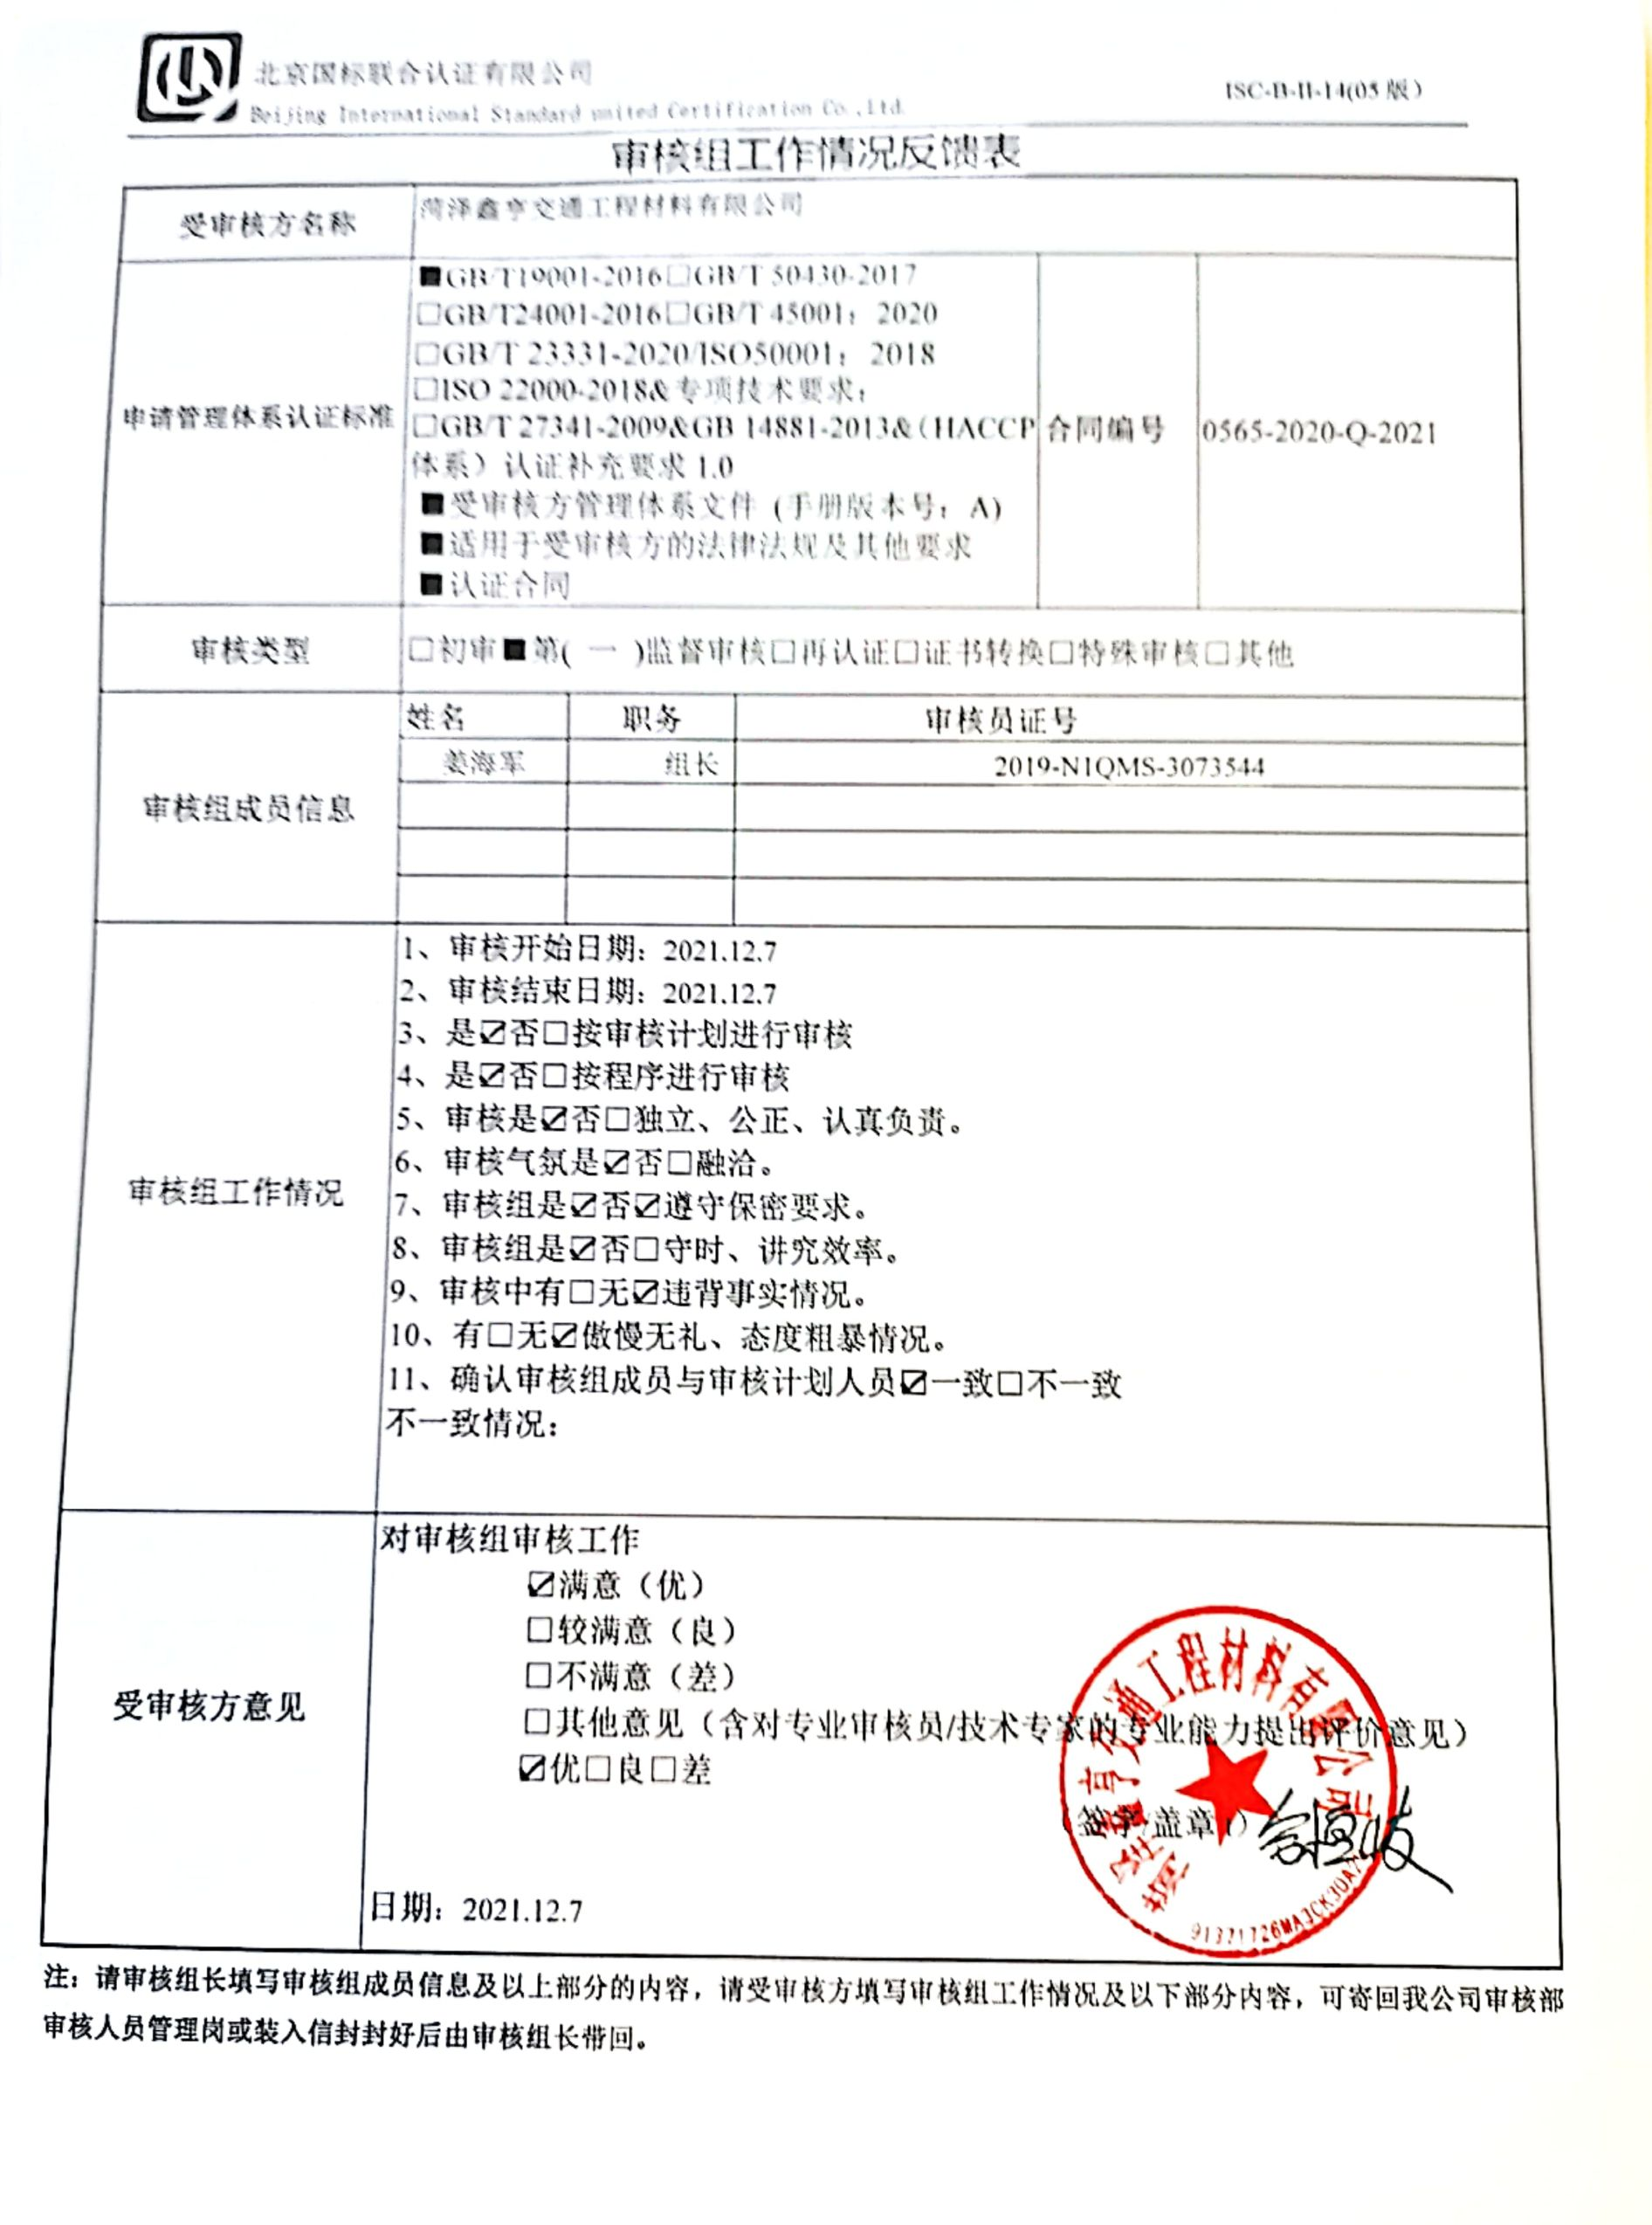 北京国标联合认证有限公司
Beijing International Standard united Certification Co.,Ltd.
ISC-B-II-14(05版)
审核组工作情况反馈表
受审核方名称 菏泽鑫亨交通工程材料有限公司
申请管理体系认证标准
■GB/T19001-2016□GB/T 50430-2017
□GB/T24001-2016□GB/T 45001：2020
□GB/T 23331-2020/ISO50001：2018
□ISO 22000-2018&专项技术要求；
□GB/T 27341-2009&GB 14881-2013&（HACCP
体系）认证补充要求 1.0
■受审核方管理体系文件（手册版本号：A)
■适用于受审核方的法律法规及其他要求
■认证合同
合同编号 0565-2020-Q-2021
审核类型 □初审■第( 一 )监督审核□再认证□证书转换□特殊审核□其他
审核组成员信息
姓名 职务 审核员证号
姜海军 组长 2019-N1QMS-3073544
审核组工作情况
1、审核开始日期：2021.12.7
2、审核结束日期：2021.12.7
3、是☑否□按审核计划进行审核
4、是☑否□按程序进行审核
5、审核是☑否□独立、公正、认真负责。
6、审核气氛是☑否□融洽。
7、审核组是☑否☑遵守保密要求。
8、审核组是☑否□守时、讲究效率。
9、审核中有□无☑违背事实情况。
10、有□无☑傲慢无礼、态度粗暴情况。
11、确认审核组成员与审核计划人员☑一致□不一致
不一致情况：
受审核方意见
对审核组审核工作
☑满意（优）
□较满意（良）
□不满意（差）
□其他意见（含对专业审核员/技术专家的专业能力提出评价意见）
☑优□良□差
（签字/盖章）
菏泽鑫亨交通工程材料有限公司
日期：2021.12.7
注：请审核组长填写审核组成员信息及以上部分的内容，请受审核方填写审核组工作情况及以下部分内容，可寄回我公司审核部
审核人员管理岗或装入信封封好后由审核组长带回。